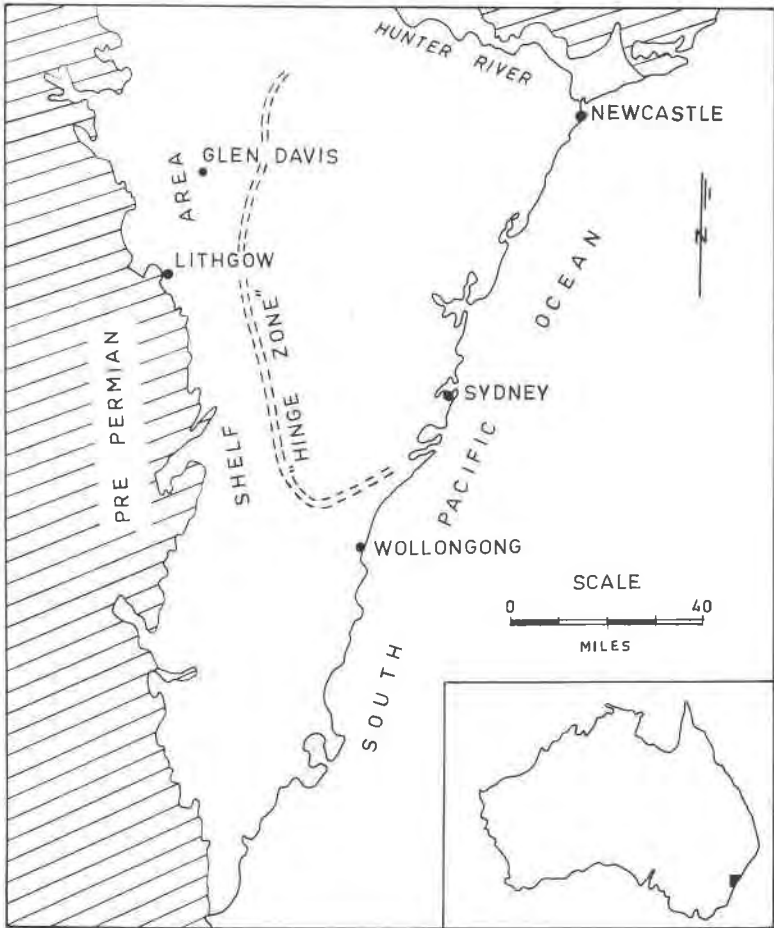 HUNTER RIVER
NEWCASTLE
GLEN DAVIS
N
LITHGOW
SHELF AREA
"HINGE ZONE"
PRE PERMIAN
SYDNEY
WOLLONGONG
SOUTH PACIFIC OCEAN
SCALE
0 40
MILES